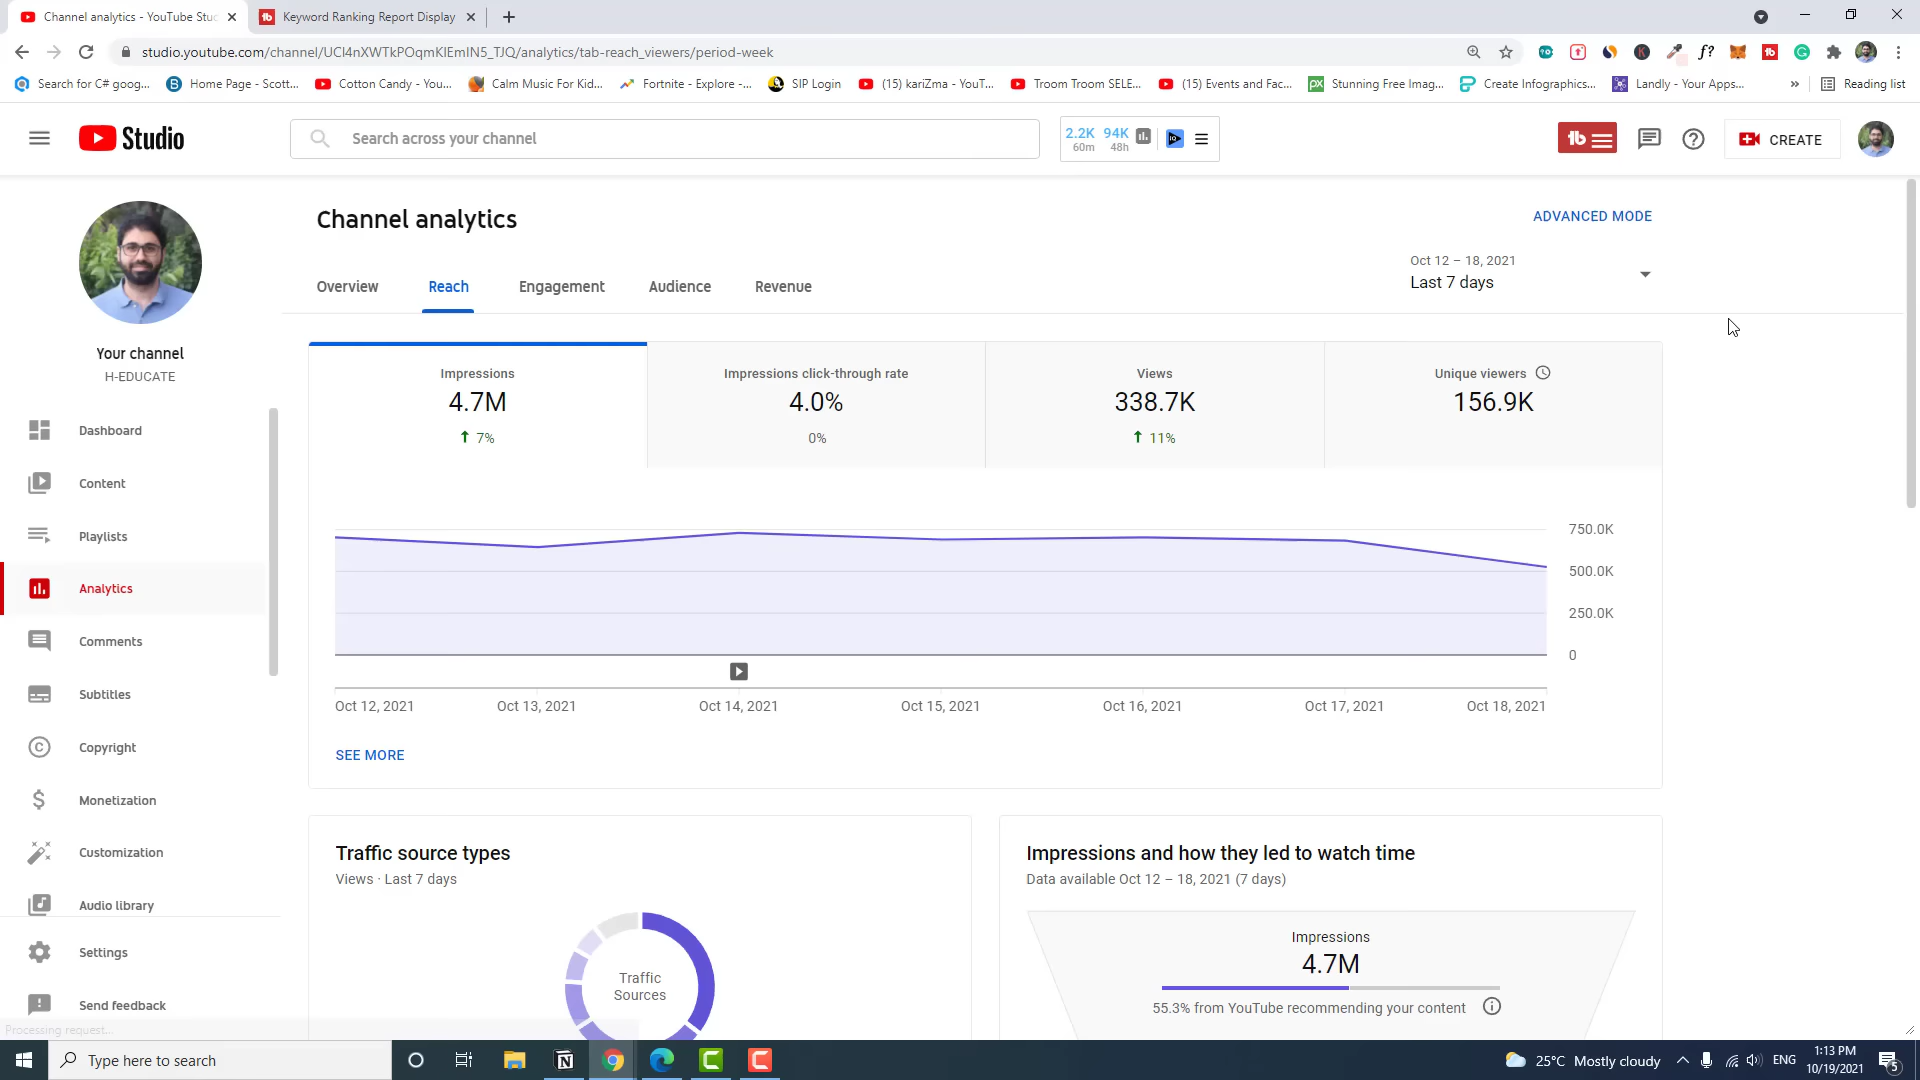 Channel analytics - YouTube Stud
Keyword Ranking Report Display
studio.youtube.com/channel/UCl4nXWTkPOqmKIEmIN5_TJQ/analytics/tab-reach_viewers/period-week
Search for C# goog...
Home Page - Scott...
Cotton Candy - You...
Calm Music For Kid...
Fortnite - Explore -...
SIP Login
(15) kariZma - YouT...
Troom Troom SELE...
(15) Events and Fac...
Stunning Free Imag...
Create Infographics...
Landly - Your Apps...
»
Reading list
Studio
Search across your channel
2.2K 94K
60m 48h
tb
CREATE
Channel analytics
ADVANCED MODE
Overview
Reach
Engagement
Audience
Revenue
Oct 12 – 18, 2021
Last 7 days
Your channel
H-EDUCATE
Dashboard
Content
Playlists
Analytics
Comments
Subtitles
Copyright
Monetization
Customization
Audio library
Settings
Send feedback
Processing request...
Impressions
4.7M
7%
Impressions click-through rate
4.0%
0%
Views
338.7K
11%
Unique viewers
156.9K
750.0K
500.0K
250.0K
0
Oct 12, 2021
Oct 13, 2021
Oct 14, 2021
Oct 15, 2021
Oct 16, 2021
Oct 17, 2021
Oct 18, 2021
SEE MORE
Traffic source types
Views · Last 7 days
Traffic
Sources
Impressions and how they led to watch time
Data available Oct 12 – 18, 2021 (7 days)
Impressions
4.7M
55.3% from YouTube recommending your content
Type here to search
25°C Mostly cloudy
ENG
1:13 PM
10/19/2021
5